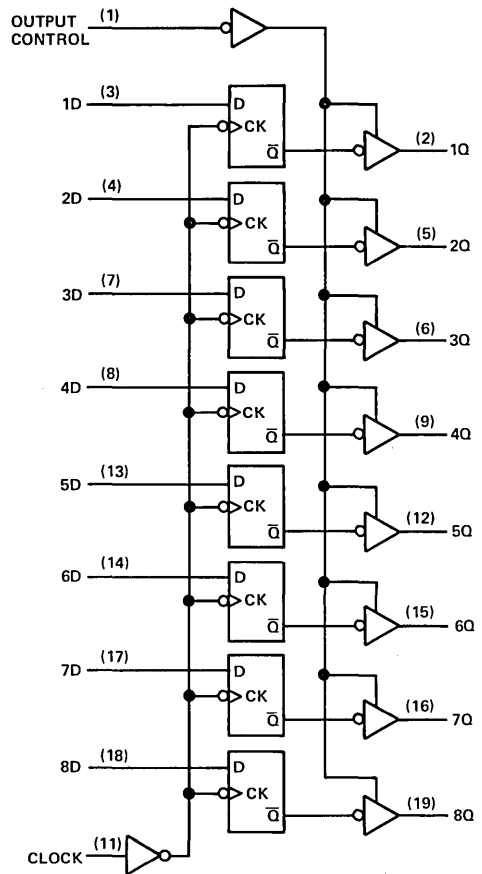 OUTPUT
CONTROL
(1)
1D (3)
D
CK
Q̅
(2)
1Q
2D (4)
D
CK
Q̅
(5)
2Q
3D (7)
D
CK
Q̅
(6)
3Q
4D (8)
D
CK
Q̅
(9)
4Q
5D (13)
D
CK
Q̅
(12)
5Q
6D (14)
D
CK
Q̅
(15)
6Q
7D (17)
D
CK
Q̅
(16)
7Q
8D (18)
D
CK
Q̅
(19)
8Q
CLOCK (11)